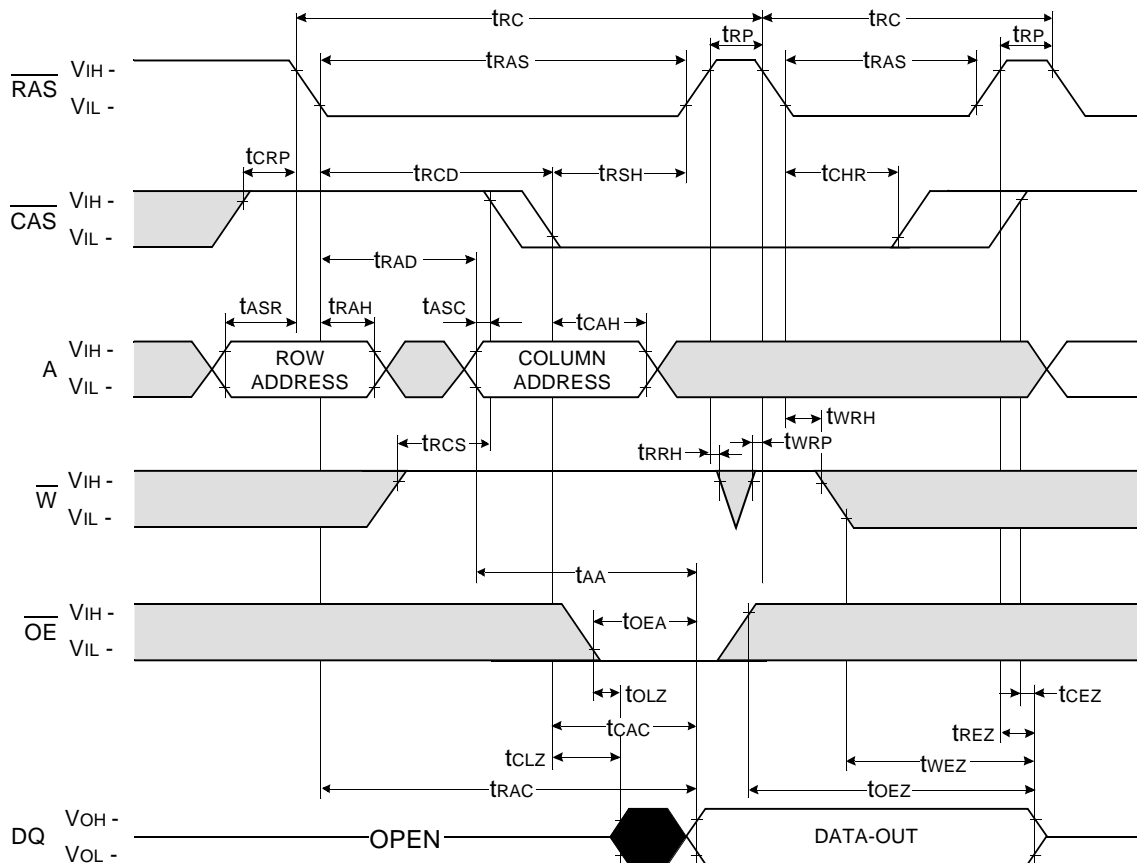 tRC tRC
tRP tRP
tRAS tRAS
RAS VIH -
VIL -
tCRP tRCD tRSH tCHR
CAS VIH -
VIL -
tRAD
tASR tRAH tASC tCAH
A VIH -
VIL -
ROW ADDRESS
COLUMN ADDRESS
tWRH
tRCS tRRH tWRP
W VIH -
VIL -
tAA
OE VIH -
VIL -
tOEA
tOLZ tCEZ
tCAC tREZ
tCLZ tWEZ
tRAC tOEZ
DQ VOH -
VOL -
OPEN DATA-OUT